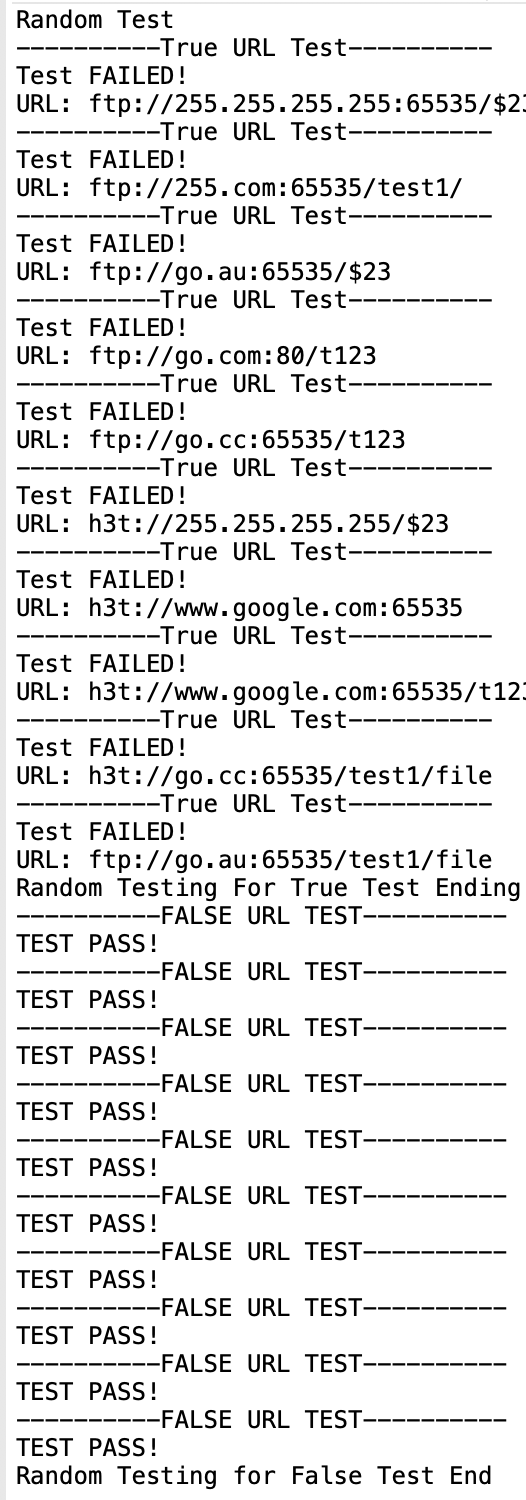 Random Test
----------True URL Test----------
Test FAILED!
URL: ftp://255.255.255.255:65535/$23
----------True URL Test----------
Test FAILED!
URL: ftp://255.com:65535/test1/
----------True URL Test----------
Test FAILED!
URL: ftp://go.au:65535/$23
----------True URL Test----------
Test FAILED!
URL: ftp://go.com:80/t123
----------True URL Test----------
Test FAILED!
URL: ftp://go.cc:65535/t123
----------True URL Test----------
Test FAILED!
URL: h3t://255.255.255.255/$23
----------True URL Test----------
Test FAILED!
URL: h3t://www.google.com:65535
----------True URL Test----------
Test FAILED!
URL: h3t://www.google.com:65535/t123
----------True URL Test----------
Test FAILED!
URL: h3t://go.cc:65535/test1/file
----------True URL Test----------
Test FAILED!
URL: ftp://go.au:65535/test1/file
Random Testing For True Test Ending
----------FALSE URL TEST----------
TEST PASS!
----------FALSE URL TEST----------
TEST PASS!
----------FALSE URL TEST----------
TEST PASS!
----------FALSE URL TEST----------
TEST PASS!
----------FALSE URL TEST----------
TEST PASS!
----------FALSE URL TEST----------
TEST PASS!
----------FALSE URL TEST----------
TEST PASS!
----------FALSE URL TEST----------
TEST PASS!
----------FALSE URL TEST----------
TEST PASS!
----------FALSE URL TEST----------
TEST PASS!
Random Testing for False Test End